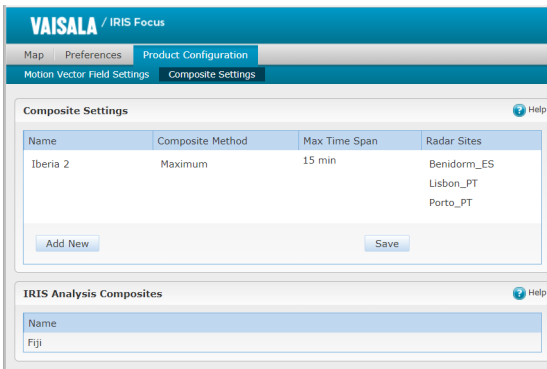 VAISALA / IRIS Focus
Map Preferences Product Configuration
Motion Vector Field Settings Composite Settings
Composite Settings ? Help
Name Composite Method Max Time Span Radar Sites
Iberia 2 Maximum 15 min Benidorm_ES
Lisbon_PT
Porto_PT
Add New Save
IRIS Analysis Composites ? Help
Name
Fiji